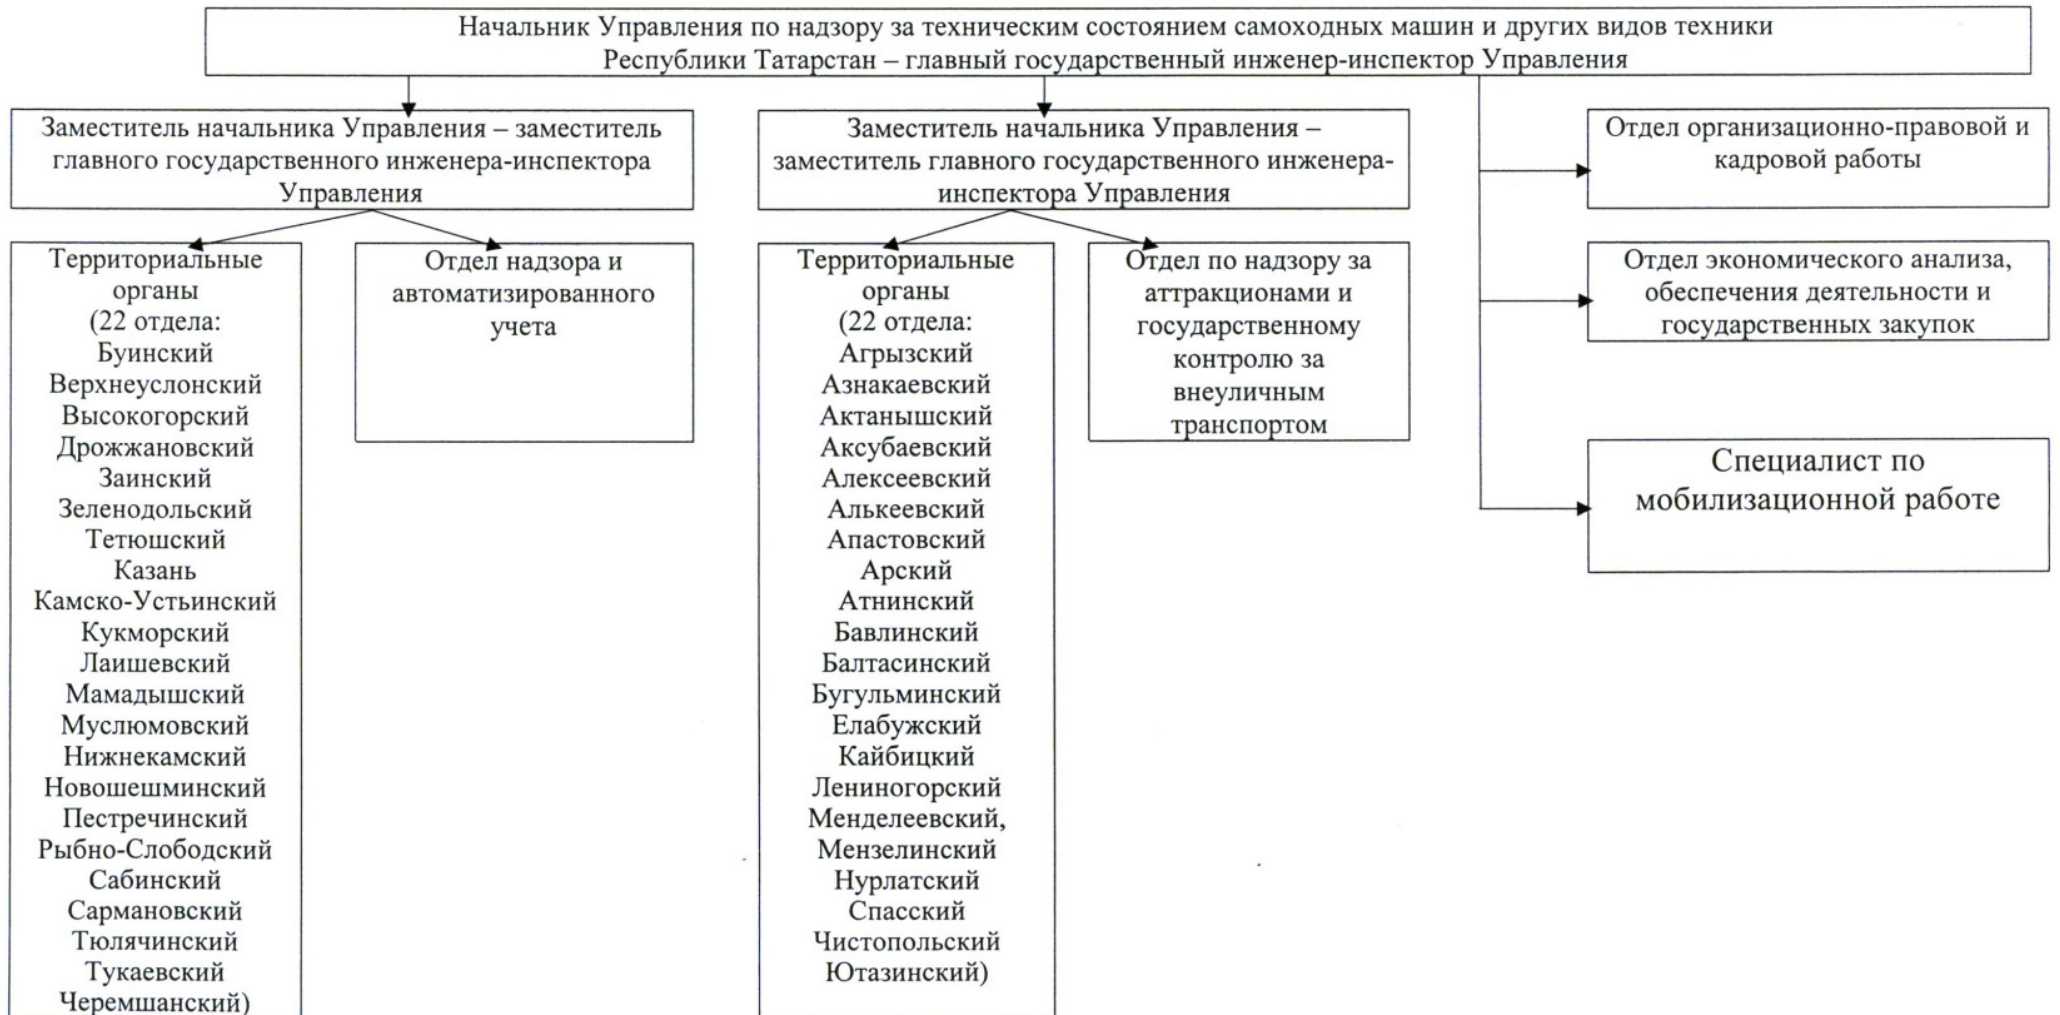 Начальник Управления по надзору за техническим состоянием самоходных машин и других видов техники
Республики Татарстан – главный государственный инженер-инспектор Управления
Заместитель начальника Управления – заместитель
главного государственного инженера-инспектора
Управления
Территориальные
органы
(22 отдела:
Буинский
Верхнеуслонский
Высокогорский
Дрожжановский
Заинский
Зеленодольский
Тетюшский
Казань
Камско-Устьинский
Кукморский
Лаишевский
Мамадышский
Муслюмовский
Нижнекамский
Новошешминский
Пестречинский
Рыбно-Слободский
Сабинский
Сармановский
Тюлячинский
Тукаевский
Черемшанский)
Отдел надзора и
автоматизированного
учета
Заместитель начальника Управления –
заместитель главного государственного инженера-
инспектора Управления
Территориальные
органы
(22 отдела:
Агрызский
Азнакаевский
Актанышский
Аксубаевский
Алексеевский
Алькеевский
Апастовский
Арский
Атнинский
Бавлинский
Балтасинский
Бугульминский
Елабужский
Кайбицкий
Лениногорский
Менделеевский,
Мензелинский
Нурлатский
Спасский
Чистопольский
Ютазинский)
Отдел по надзору за
аттракционами и
государственному
контролю за
внеуличным
транспортом
Отдел организационно-правовой и
кадровой работы
Отдел экономического анализа,
обеспечения деятельности и
государственных закупок
Специалист по
мобилизационной работе